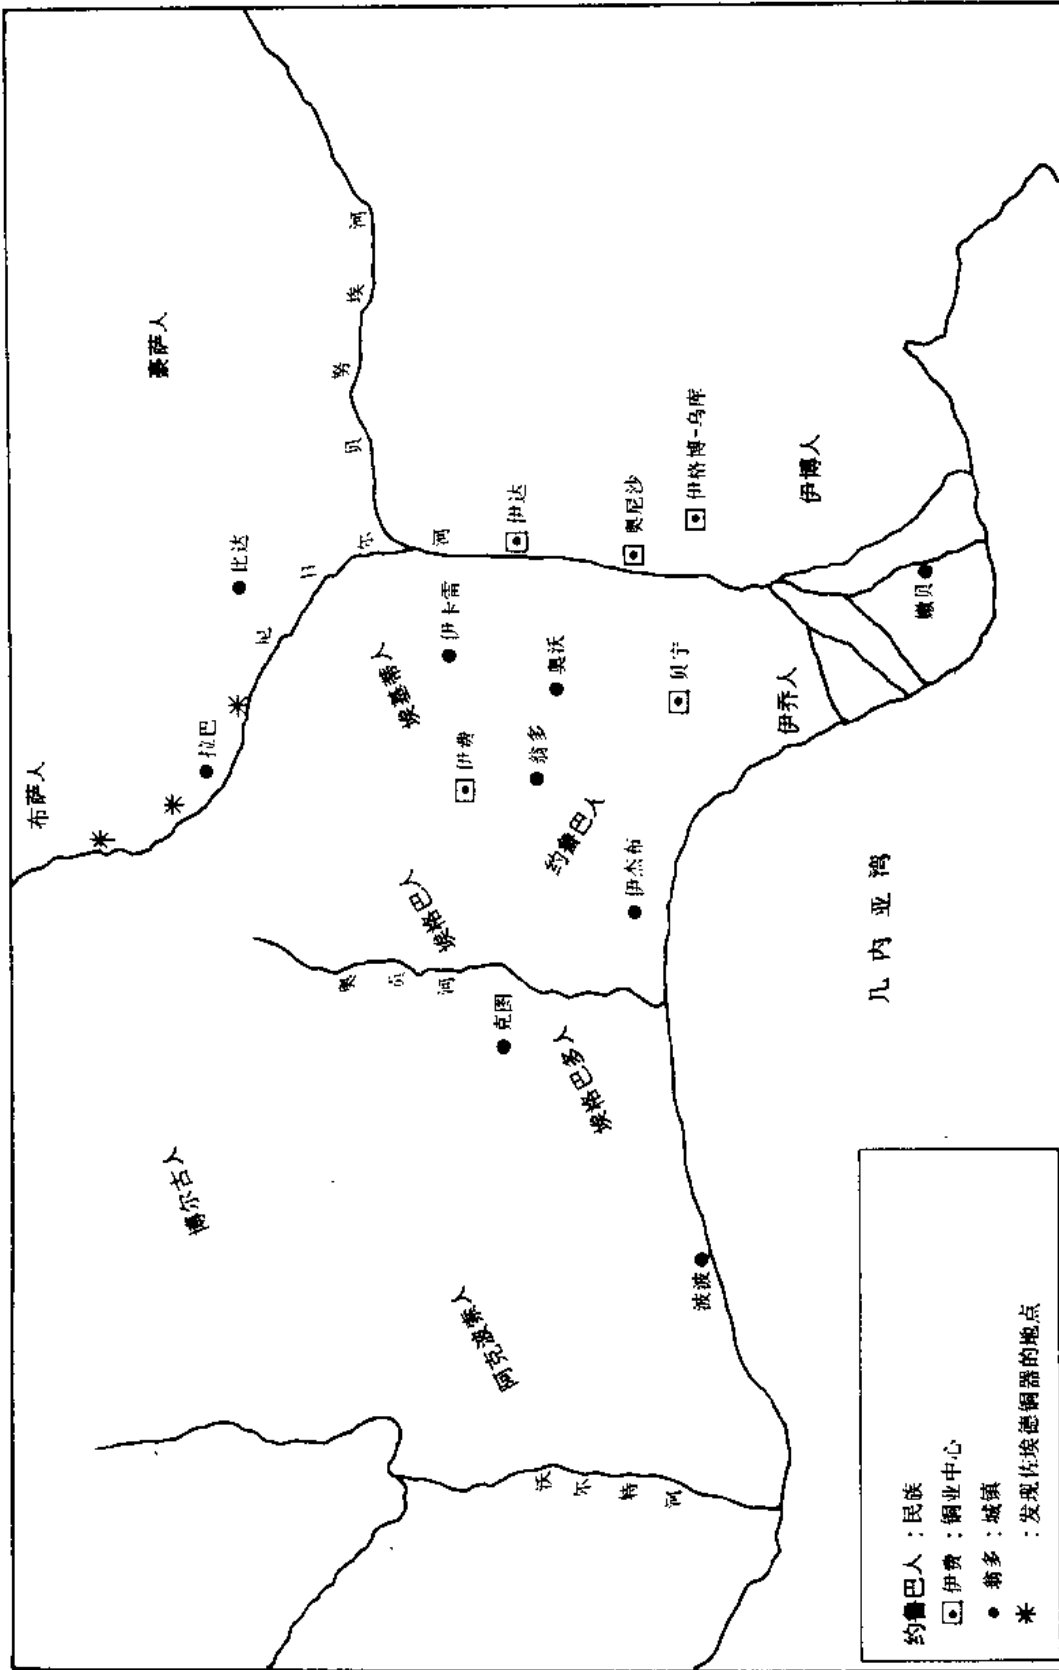 豪萨人
布萨人
比达
拉巴
尼
日
尔
河
贝
努
埃
河
伊达
奥尼沙
伊格博-乌库
伊博人
伊卡雷
埃基蒂人
奥沃
伊费
翁多
贝宁
伊乔人
嫩贝
约鲁巴人
伊杰布
埃格巴人
奥
贡
河
克图
埃格巴多人
几内亚湾
博尔古人
阿克波索人
波波
沃
尔
特
河
约鲁巴人：民族
伊费：铜业中心
翁多：城镇
：发现佐埃德铜器的地点